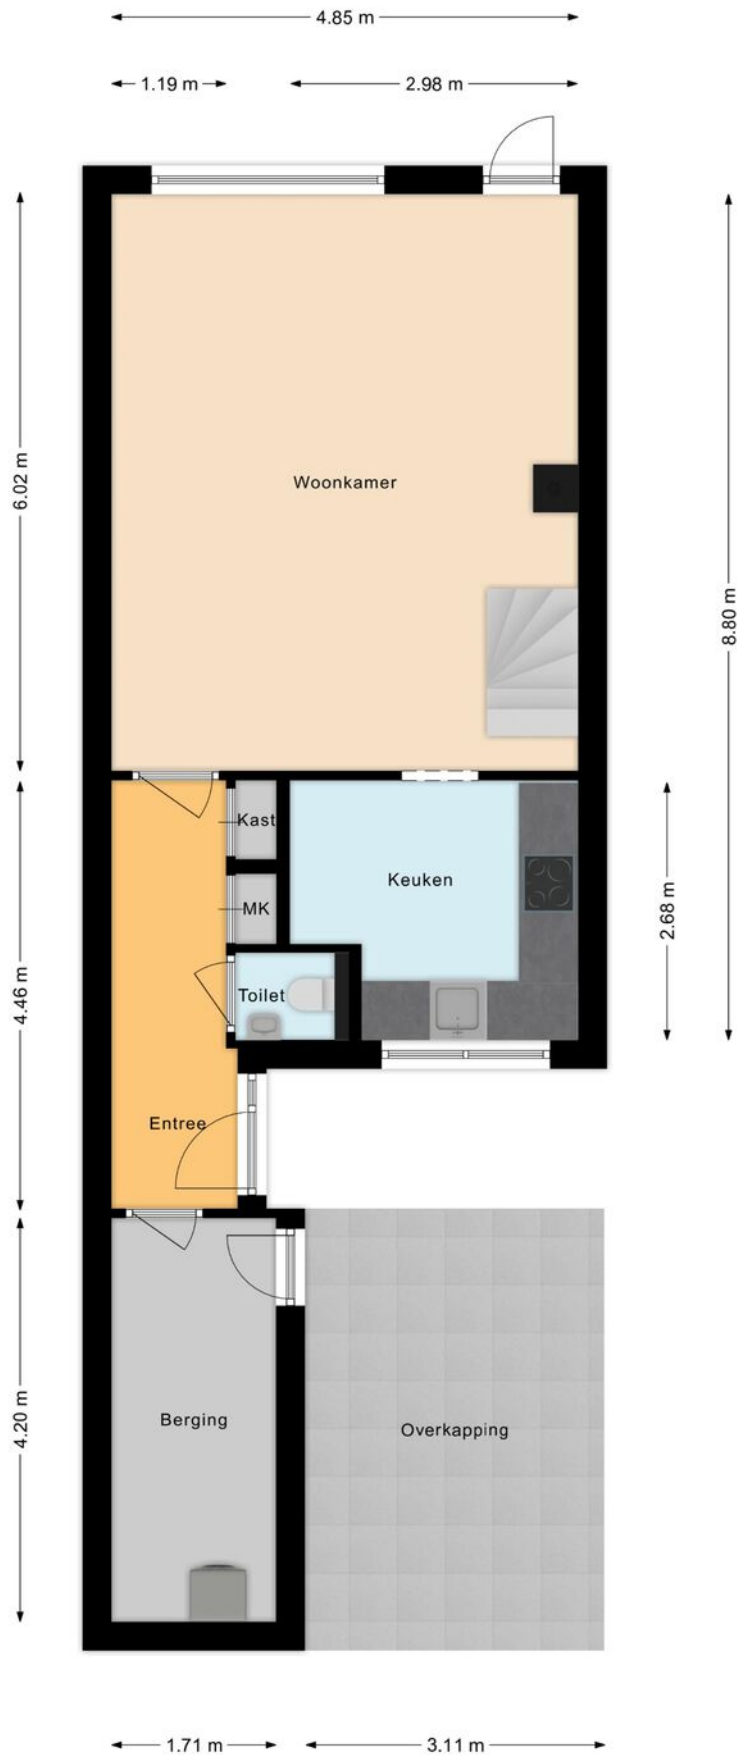 4.85 m
1.19 m
2.98 m
6.02 m
Woonkamer
8.80 m
Kast
Keuken
MK
2.68 m
4.46 m
Toilet
Entree
4.20 m
Berging
Overkapping
1.71 m
3.11 m